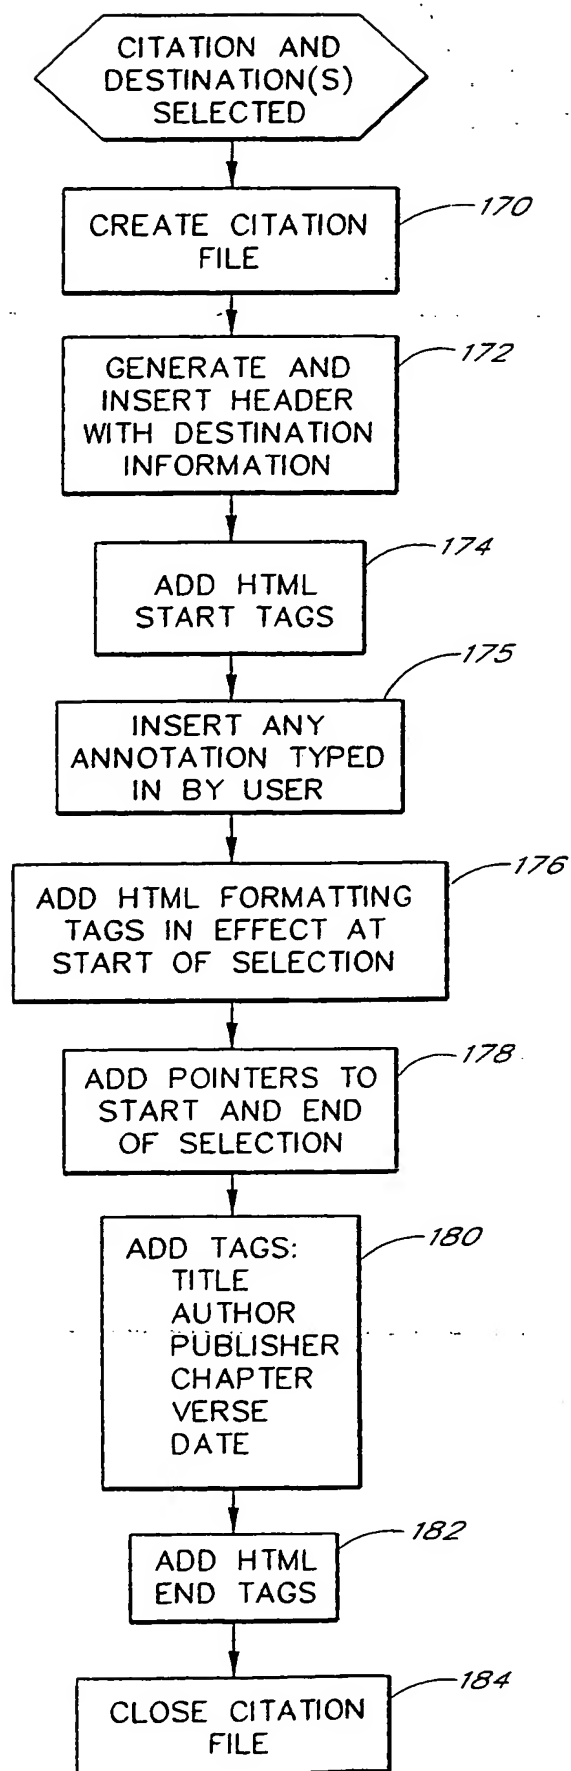 CITATION AND
DESTINATION(S)
SELECTED
CREATE CITATION
FILE
170
GENERATE AND
INSERT HEADER
WITH DESTINATION
INFORMATION
172
ADD HTML
START TAGS
174
INSERT ANY
ANNOTATION TYPED
IN BY USER
175
ADD HTML FORMATTING
TAGS IN EFFECT AT
START OF SELECTION
176
ADD POINTERS TO
START AND END
OF SELECTION
178
ADD TAGS:
TITLE
AUTHOR
PUBLISHER
CHAPTER
VERSE
DATE
180
ADD HTML
END TAGS
182
CLOSE CITATION
FILE
184